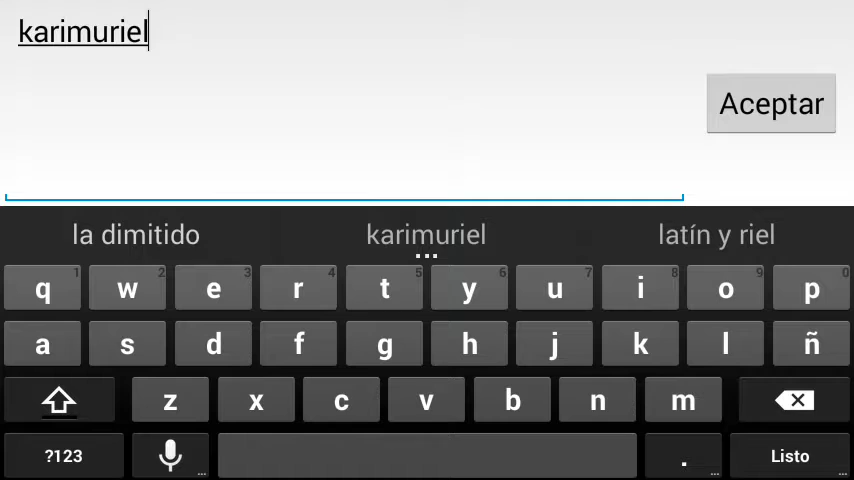 karimuriel
Aceptar
la dimitido karimuriel latín y riel
...
q 1 w 2 e 3 r 4 t 5 y 6 u 7 i 8 o 9 p 0
a s d f g h j k l ñ
z x c v b n m
?123 ... . ... Listo ...